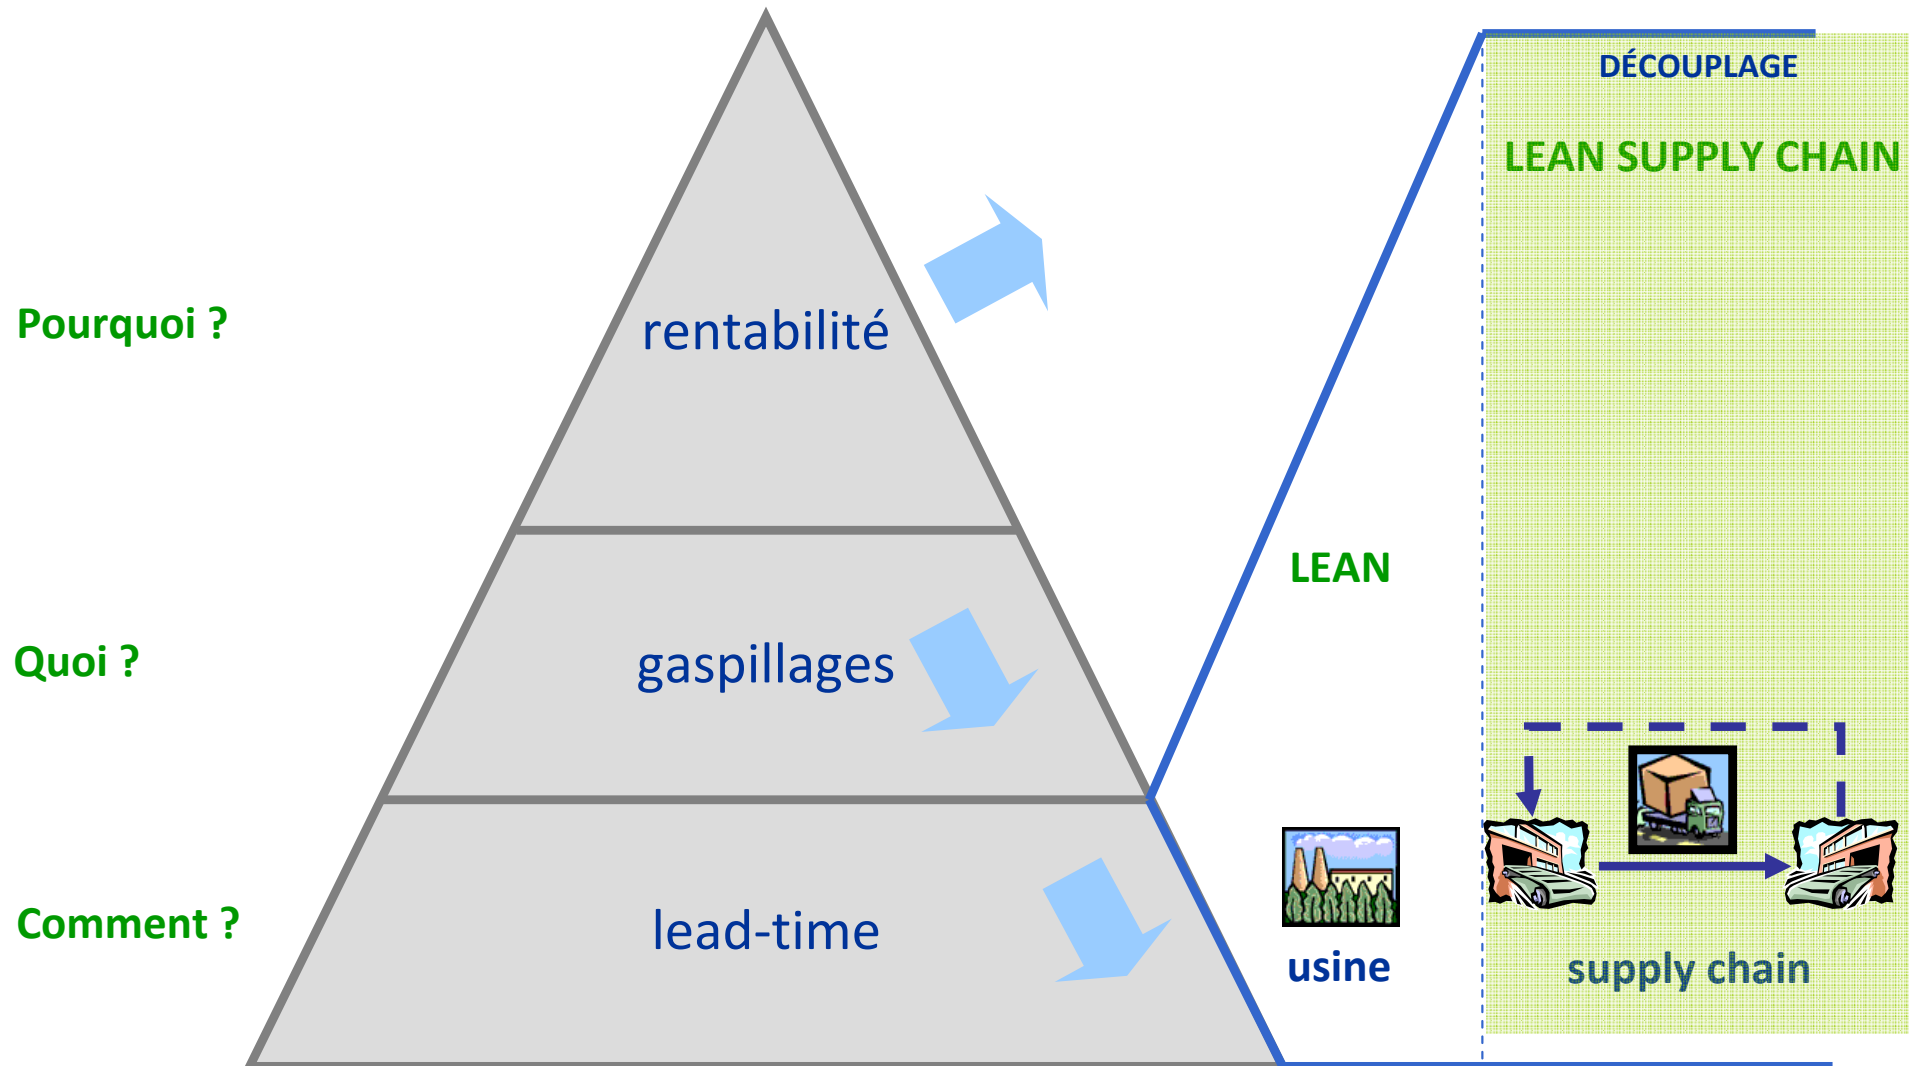 DÉCOUPLAGE
LEAN SUPPLY CHAIN
Pourquoi ?
rentabilité
LEAN
Quoi ?
gaspillages
Comment ?
lead-time
usine
supply chain